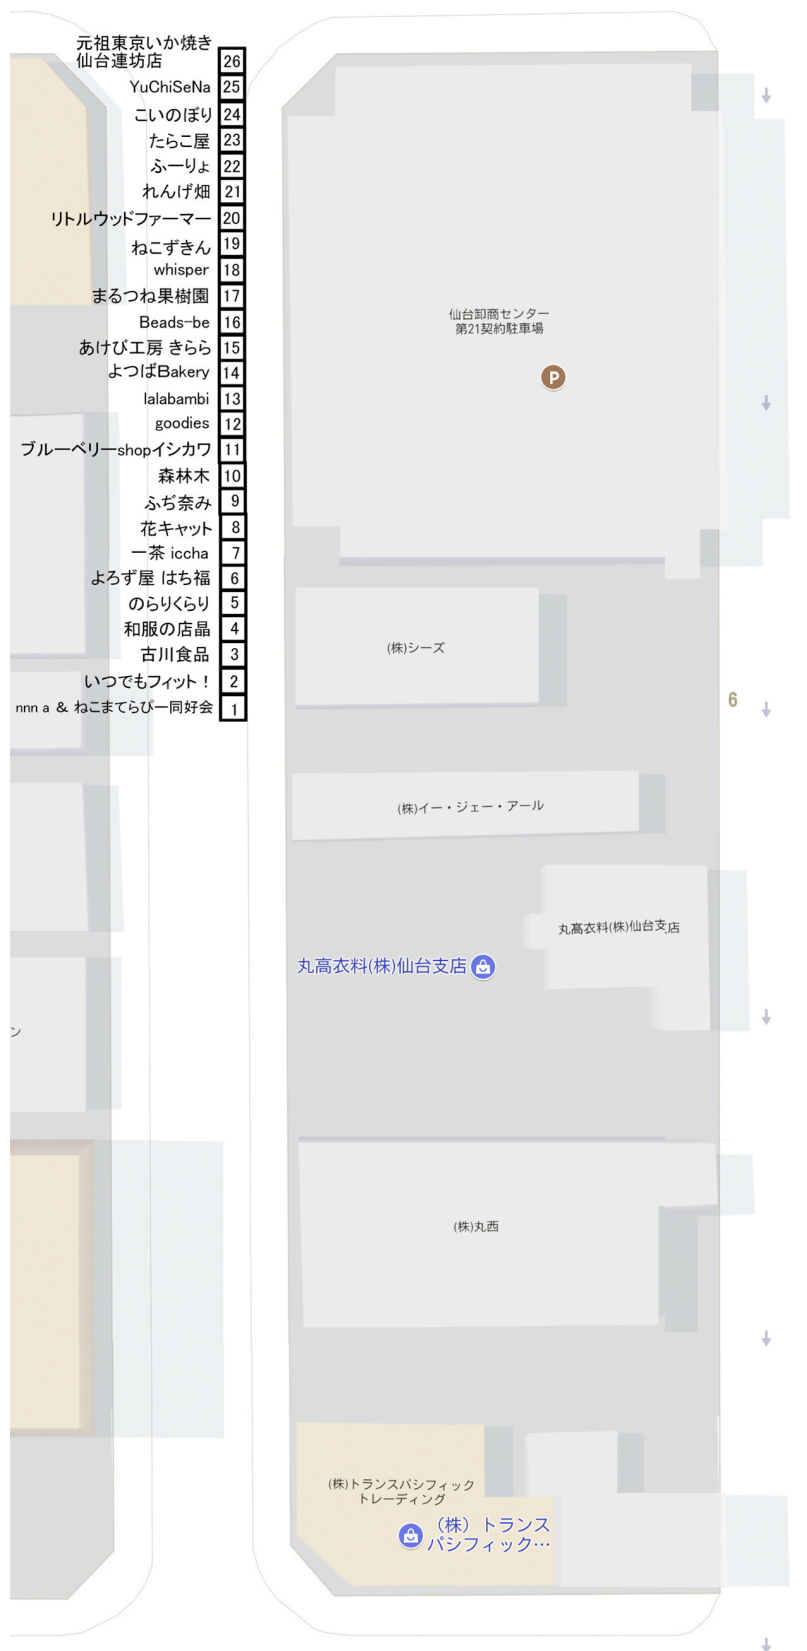 元祖東京いか焼き
仙台連坊店 26
YuChiSeNa 25
こいのぼり 24
たらこ屋 23
ふーりょ 22
れんげ畑 21
リトルウッドファーマー 20
ねこずきん 19
whisper 18
まるつね果樹園 17
Beads-be 16
あけび工房 きらら 15
よつばBakery 14
lalabambi 13
goodies 12
ブルーベリーshopイシカワ 11
森林木 10
ふぢ奈み 9
花キャット 8
一茶 iccha 7
よろず屋 はち福 6
のらりくらり 5
和服の店晶 4
古川食品 3
いつでもフィット！ 2
nnn a ＆ ねこまてらぴー同好会 1
仙台卸商センター
第21契約駐車場
P
(株)シーズ
6
(株)イー・ジェー・アール
丸髙衣料(株)仙台支店
丸高衣料(株)仙台支店
ン
(株)丸西
(株)トランスパシフィック
トレーディング
（株）トランス
パシフィック…